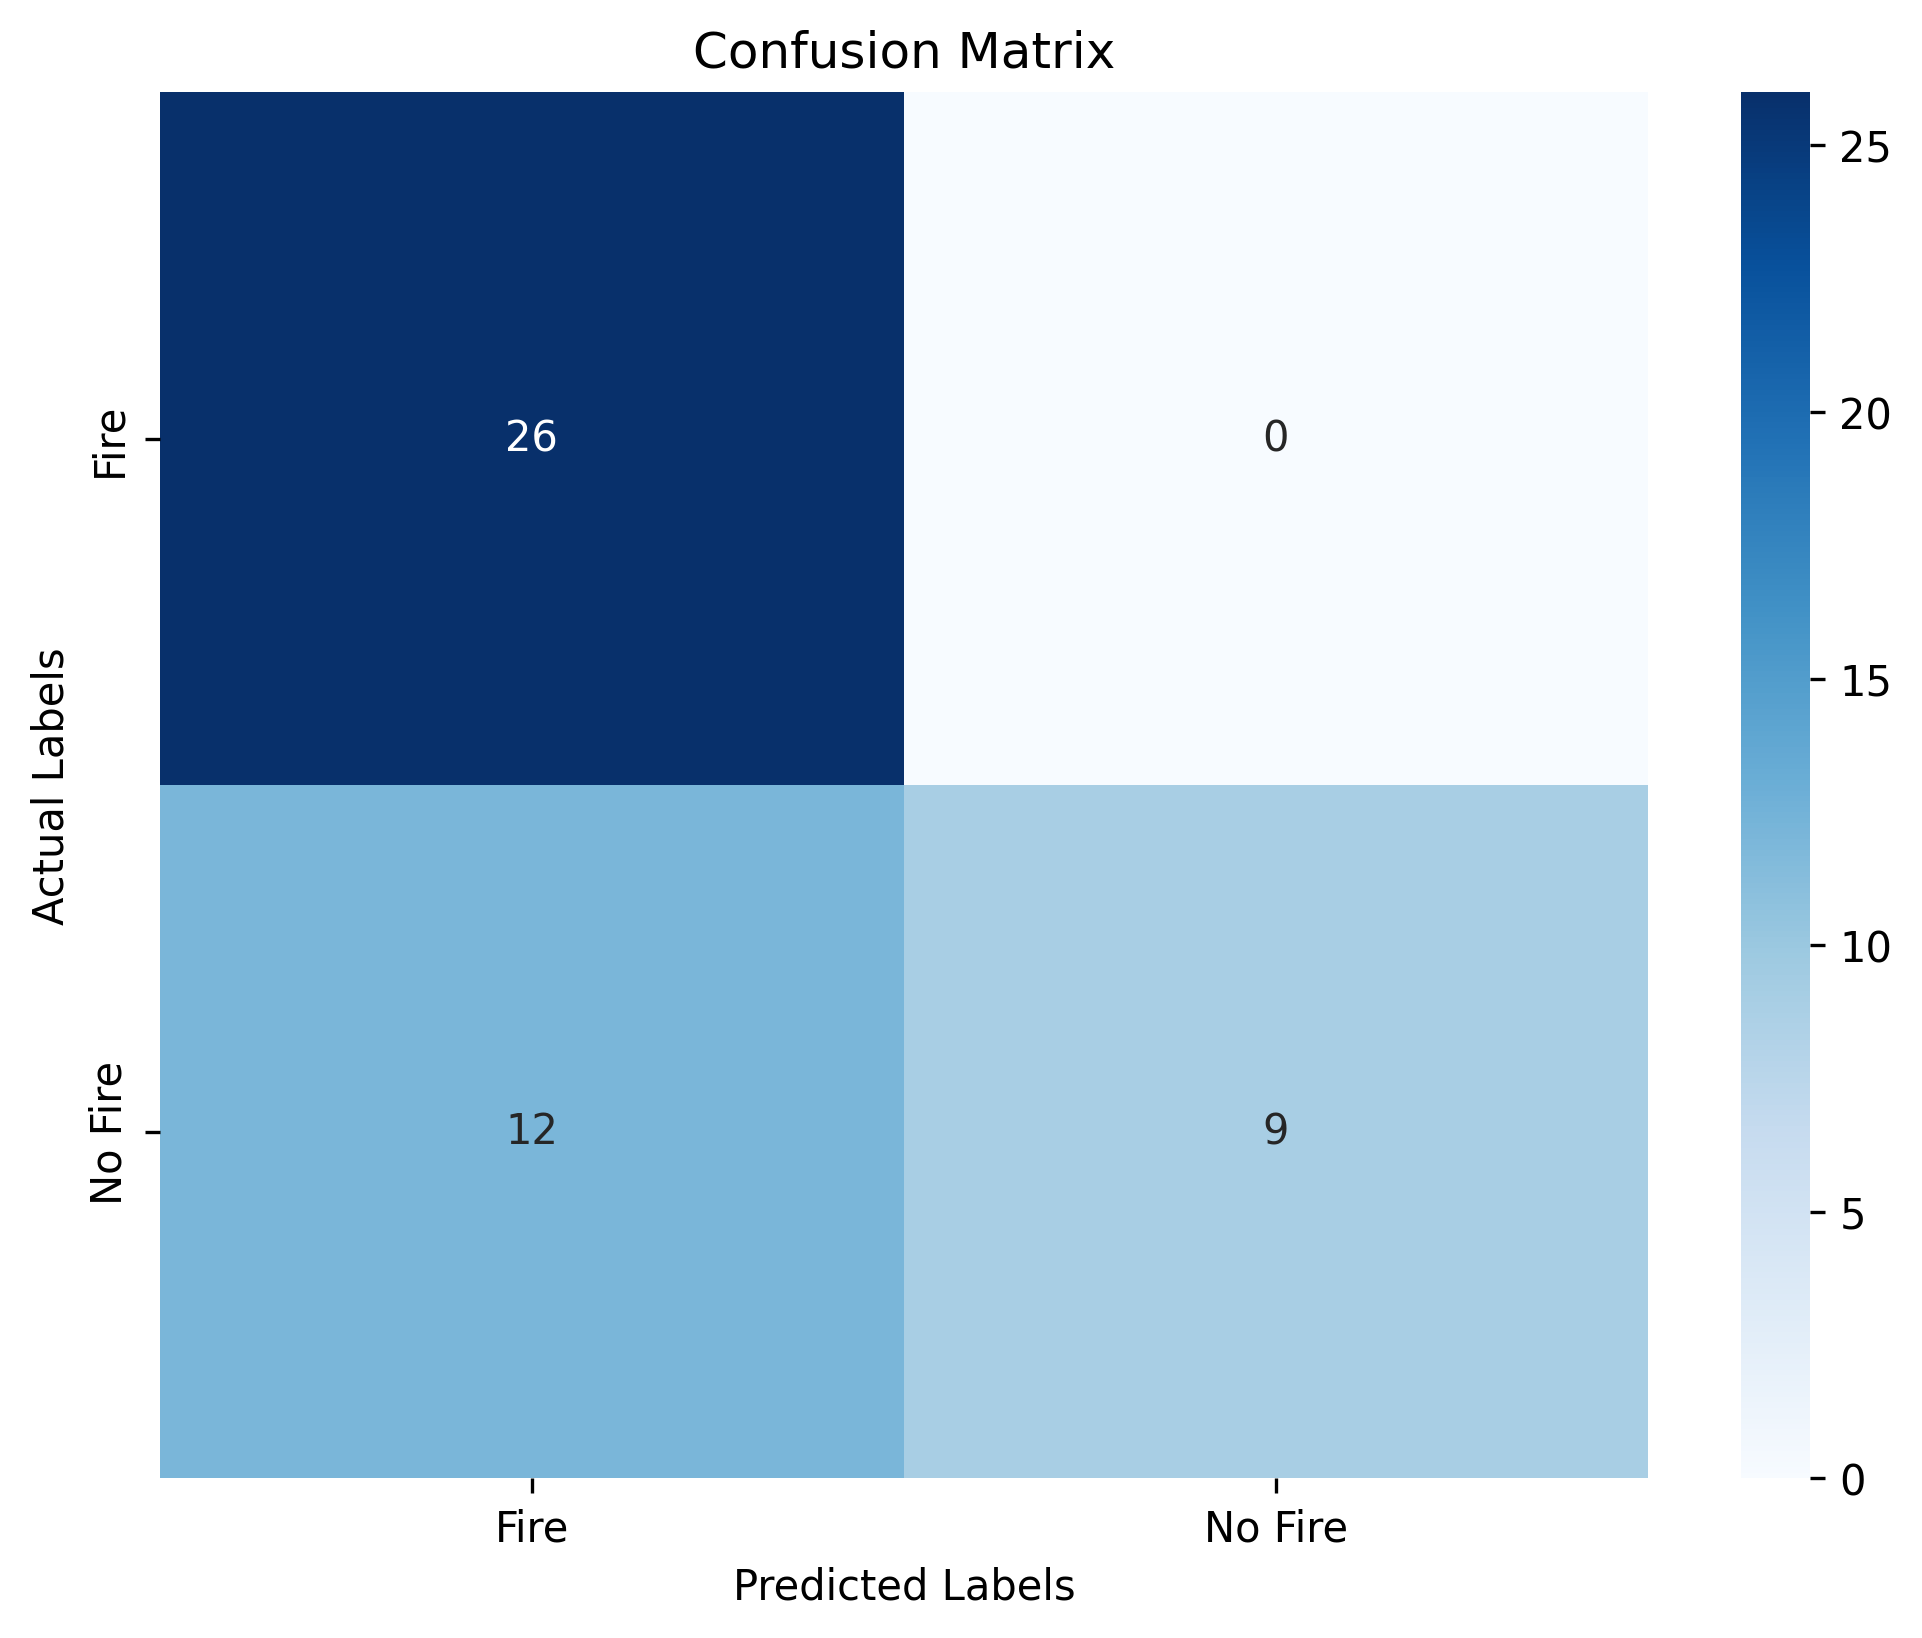 Confusion Matrix
Actual Labels
Fire
26
0
No Fire
12
9
Fire
No Fire
Predicted Labels
25
20
15
10
5
0